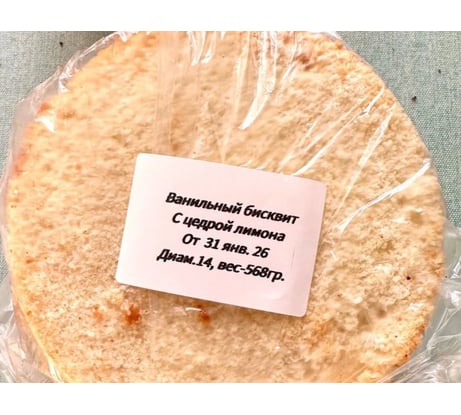 Ванильный бисквит
С цедрой лимона
От 31 янв. 26
Диам.14, вес-568гр.